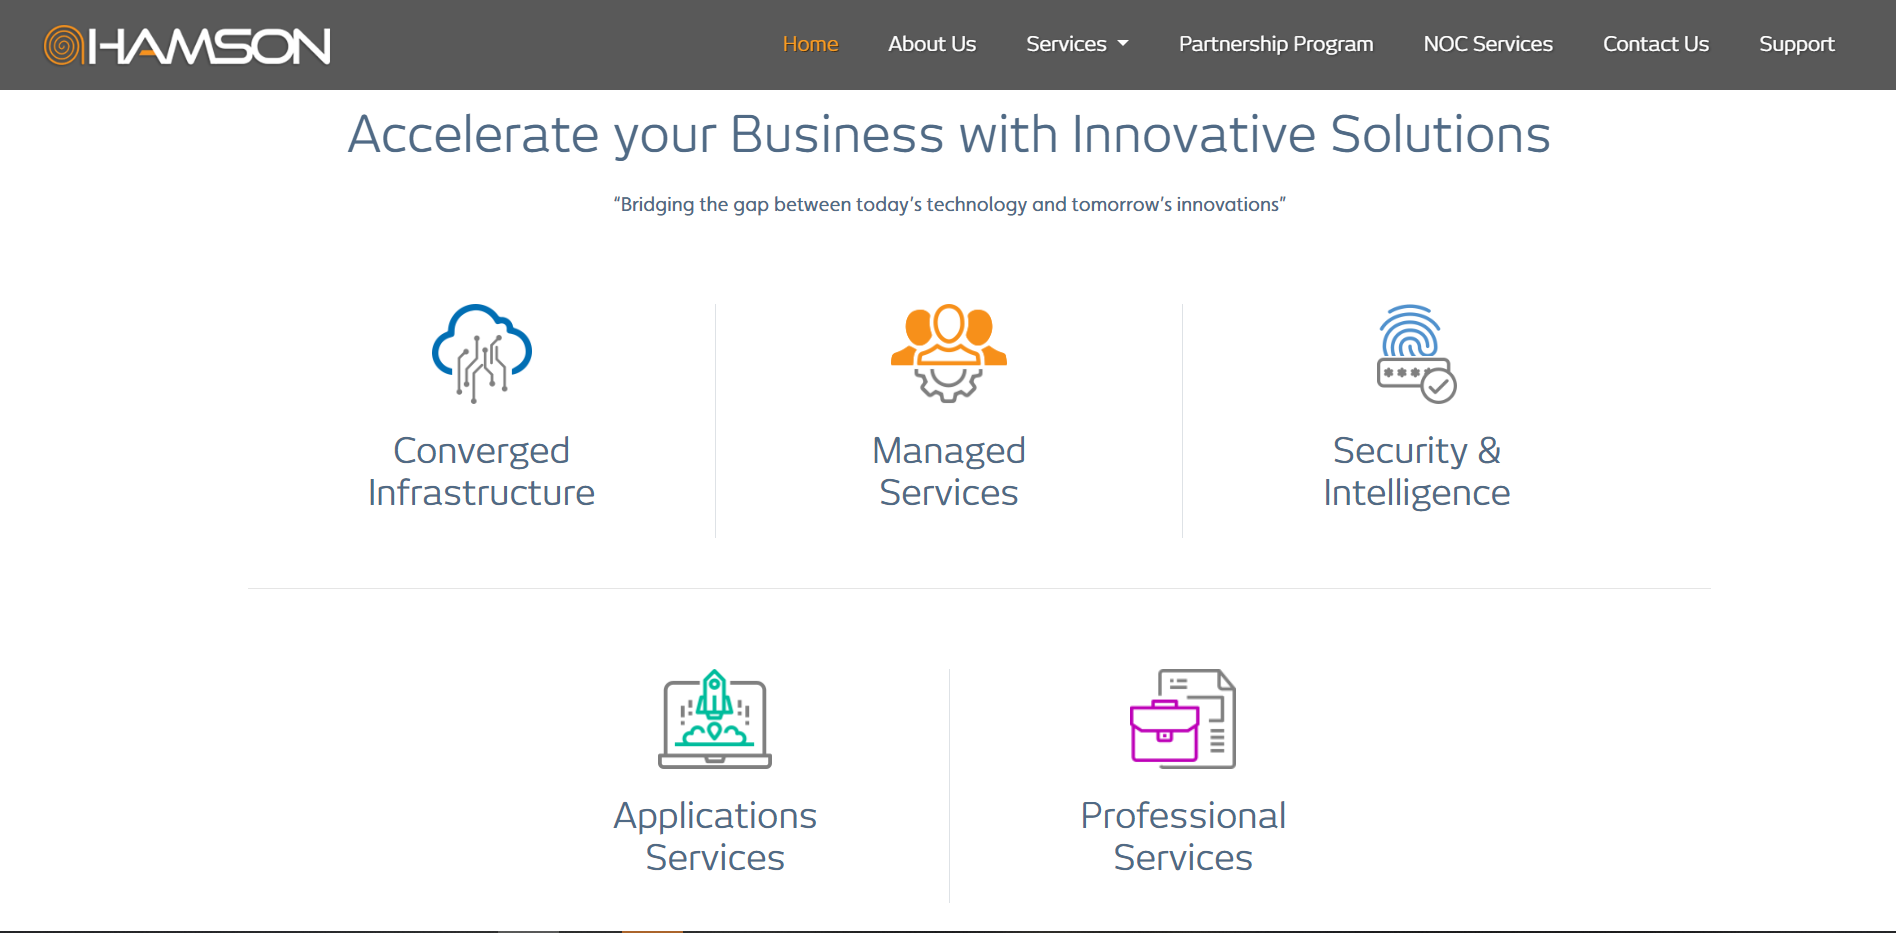 HAMSON
Home About Us Services Partnership Program NOC Services Contact Us Support
Accelerate your Business with Innovative Solutions
“Bridging the gap between today’s technology and tomorrow’s innovations”
Converged
Infrastructure
Managed
Services
Security &
Intelligence
Applications
Services
Professional
Services